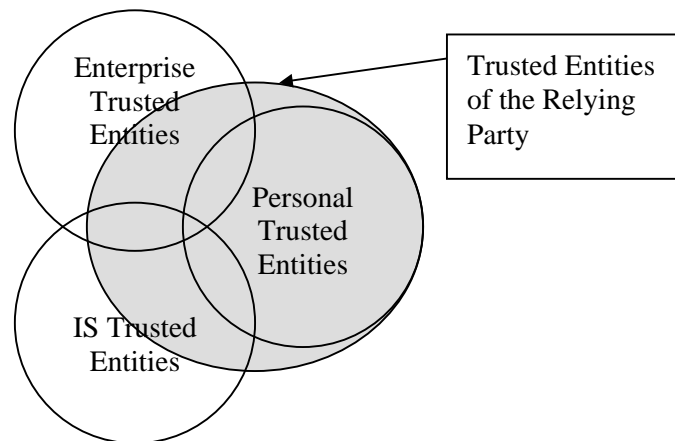 Enterprise
Trusted
Entities
Trusted Entities
of the Relying
Party
Personal
Trusted
Entities
IS Trusted
Entities